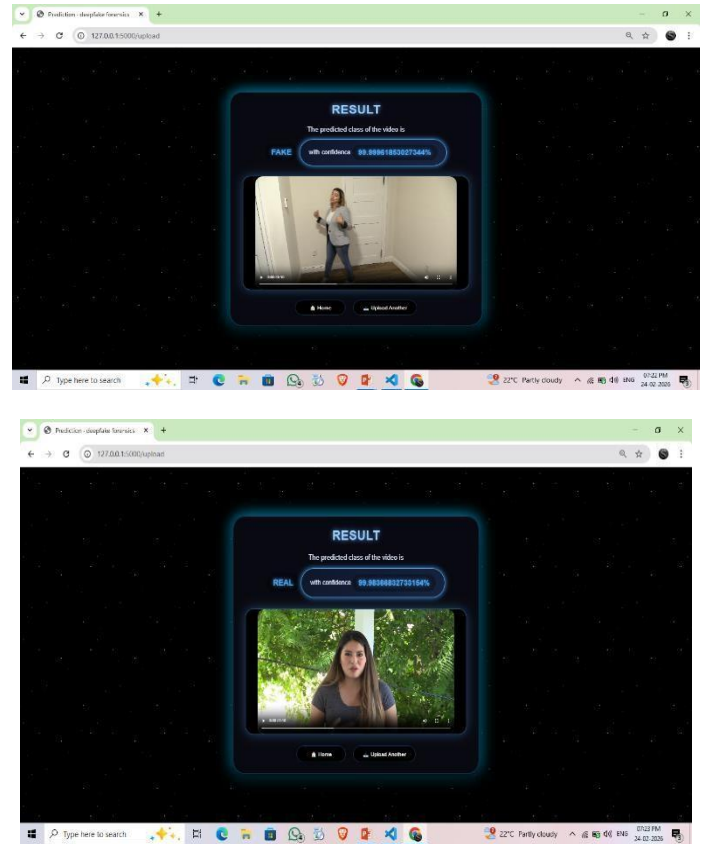 Prediction - deepfake forensics
127.0.0.1:5000/upload
RESULT
The predicted class of the video is
FAKE with confidence 99.99961853027344%
Home Upload Another
Type here to search 22°C Partly cloudy ENG 07:22 PM
24-02-2026
Prediction - deepfake forensics
127.0.0.1:5000/upload
RESULT
The predicted class of the video is
REAL with confidence
Home Upload Another
Type here to search 22°C Partly cloudy ENG 07:23 PM
24-02-2026